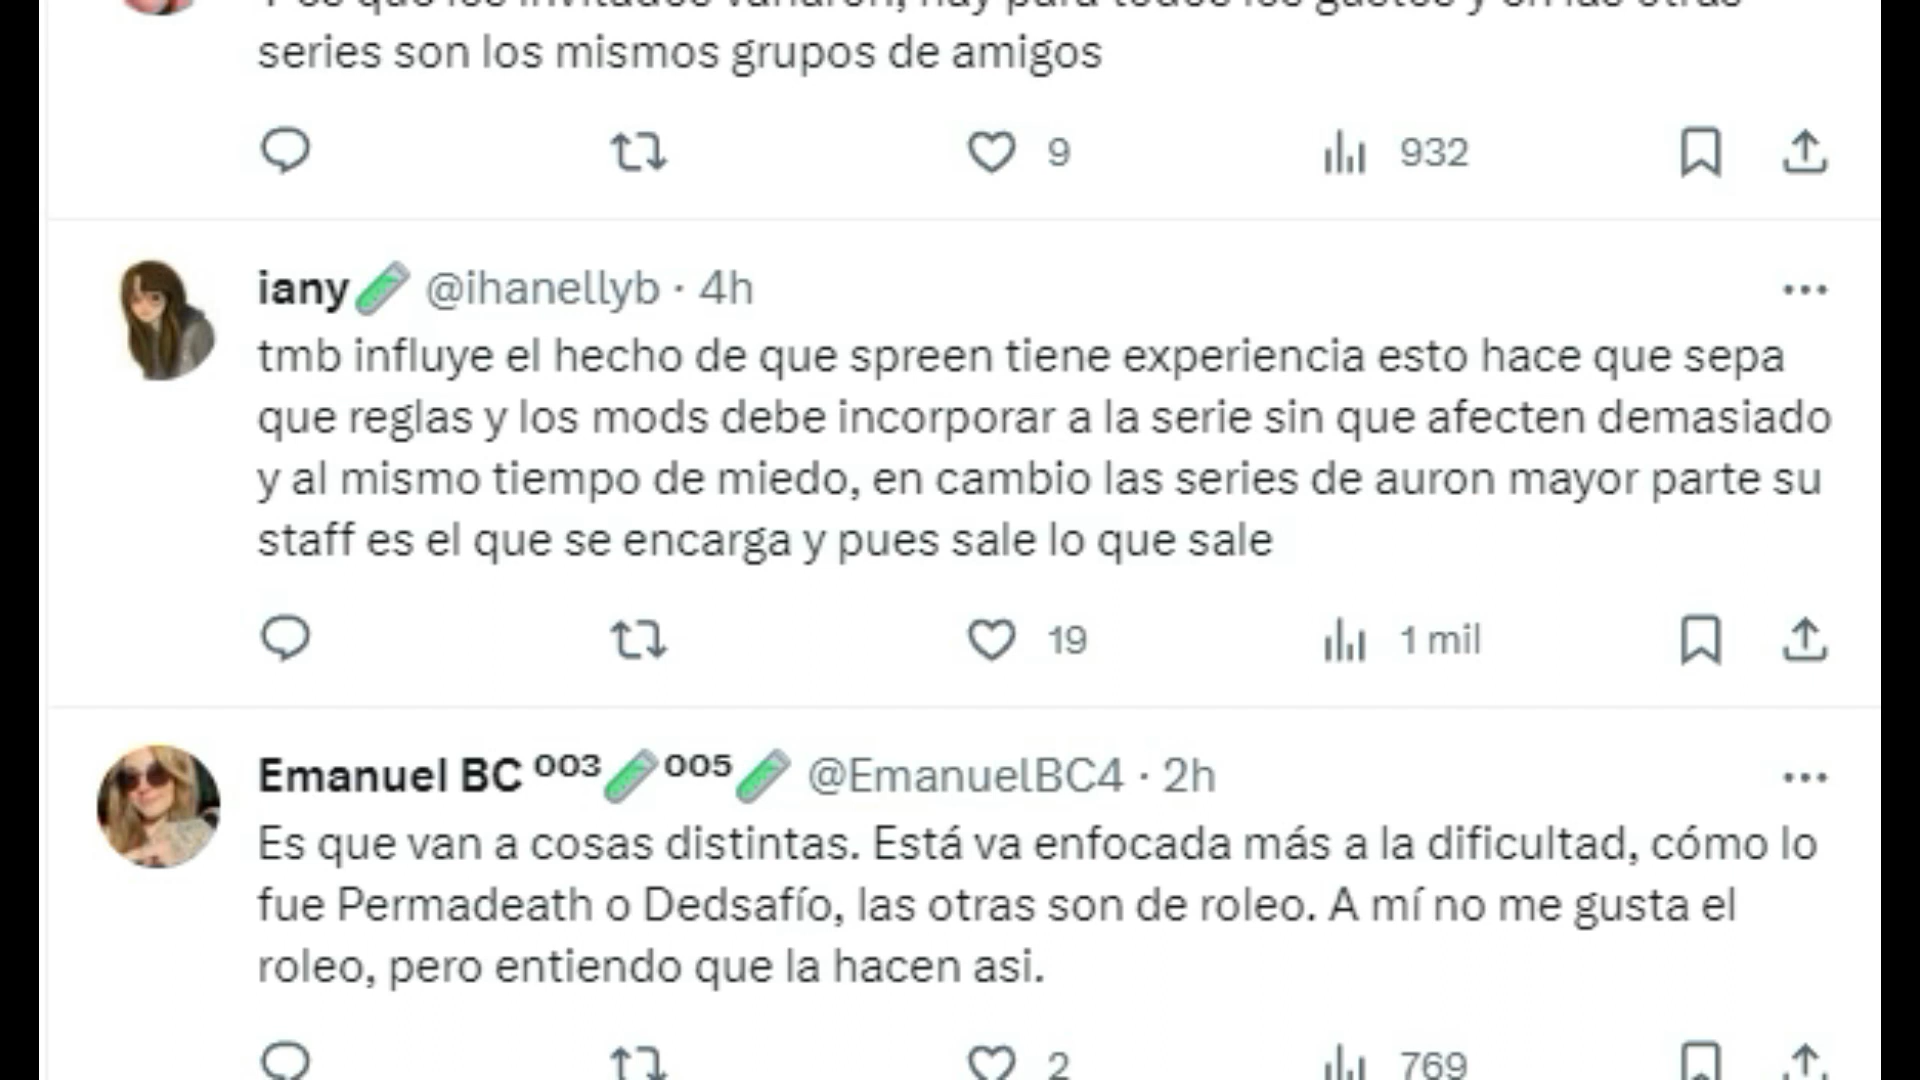 series son los mismos grupos de amigos
9 932
iany @ihanellyb · 4h
tmb influye el hecho de que spreen tiene experiencia esto hace que sepa
que reglas y los mods debe incorporar a la serie sin que afecten demasiado
y al mismo tiempo de miedo, en cambio las series de auron mayor parte su
staff es el que se encarga y pues sale lo que sale
19 1 mil
Emanuel BC ⁰⁰³ ⁰⁰⁵ @EmanuelBC4 · 2h
Es que van a cosas distintas. Está va enfocada más a la dificultad, cómo lo
fue Permadeath o Dedsafío, las otras son de roleo. A mí no me gusta el
roleo, pero entiendo que la hacen asi.
2 769